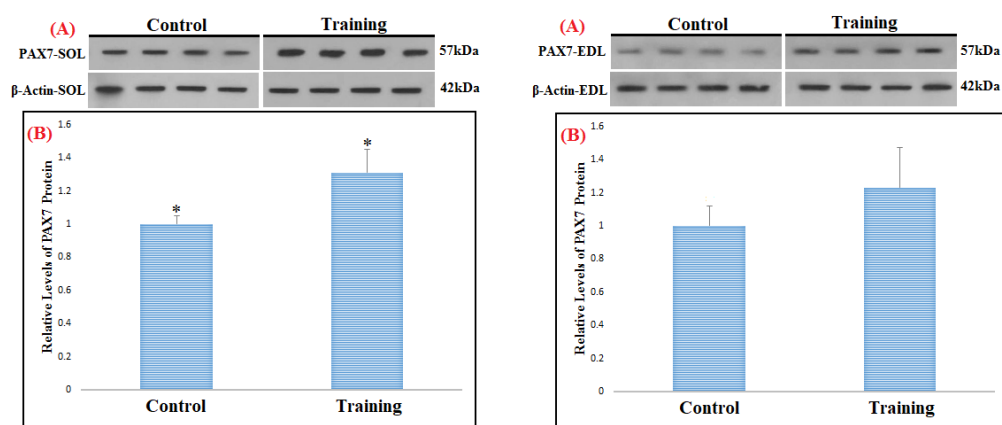 (A) Control Training
PAX7-SOL 57kDa
β-Actin-SOL 42kDa
(B)
Relative Levels of PAX7 Protein
1.6
1.4
1.2
1
0.8
0.6
0.4
0.2
0
* *
Control Training
(A) Control Training
PAX7-EDL 57kDa
β-Actin-EDL 42kDa
(B)
Relative Levels of PAX7 Protein
1.6
1.4
1.2
1
0.8
0.6
0.4
0.2
0
Control Training